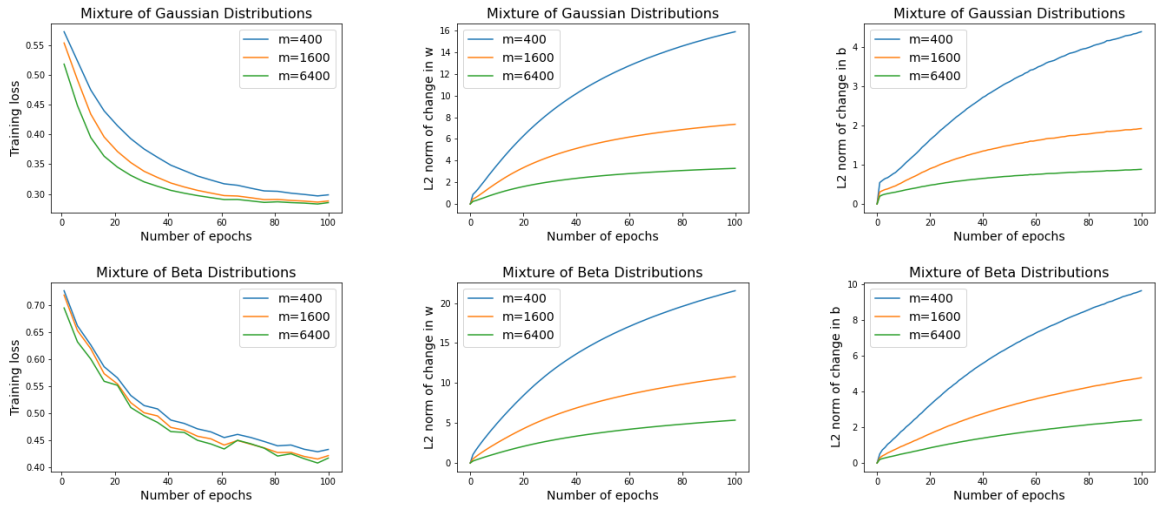 Mixture of Gaussian Distributions
Training loss
0.55
0.50
0.45
0.40
0.35
0.30
m=400
m=1600
m=6400
0
20
40
60
80
100
Number of epochs
Mixture of Gaussian Distributions
L2 norm of change in w
16
14
12
10
8
6
4
2
0
m=400
m=1600
m=6400
0
20
40
60
80
100
Number of epochs
Mixture of Gaussian Distributions
L2 norm of change in b
4
3
2
1
0
m=400
m=1600
m=6400
0
20
40
60
80
100
Number of epochs
Mixture of Beta Distributions
Training loss
0.70
0.65
0.60
0.55
0.50
0.45
0.40
m=400
m=1600
m=6400
0
20
40
60
80
100
Number of epochs
Mixture of Beta Distributions
L2 norm of change in w
20
15
10
5
0
m=400
m=1600
m=6400
0
20
40
60
80
100
Number of epochs
Mixture of Beta Distributions
L2 norm of change in b
10
8
6
4
2
0
m=400
m=1600
m=6400
0
20
40
60
80
100
Number of epochs